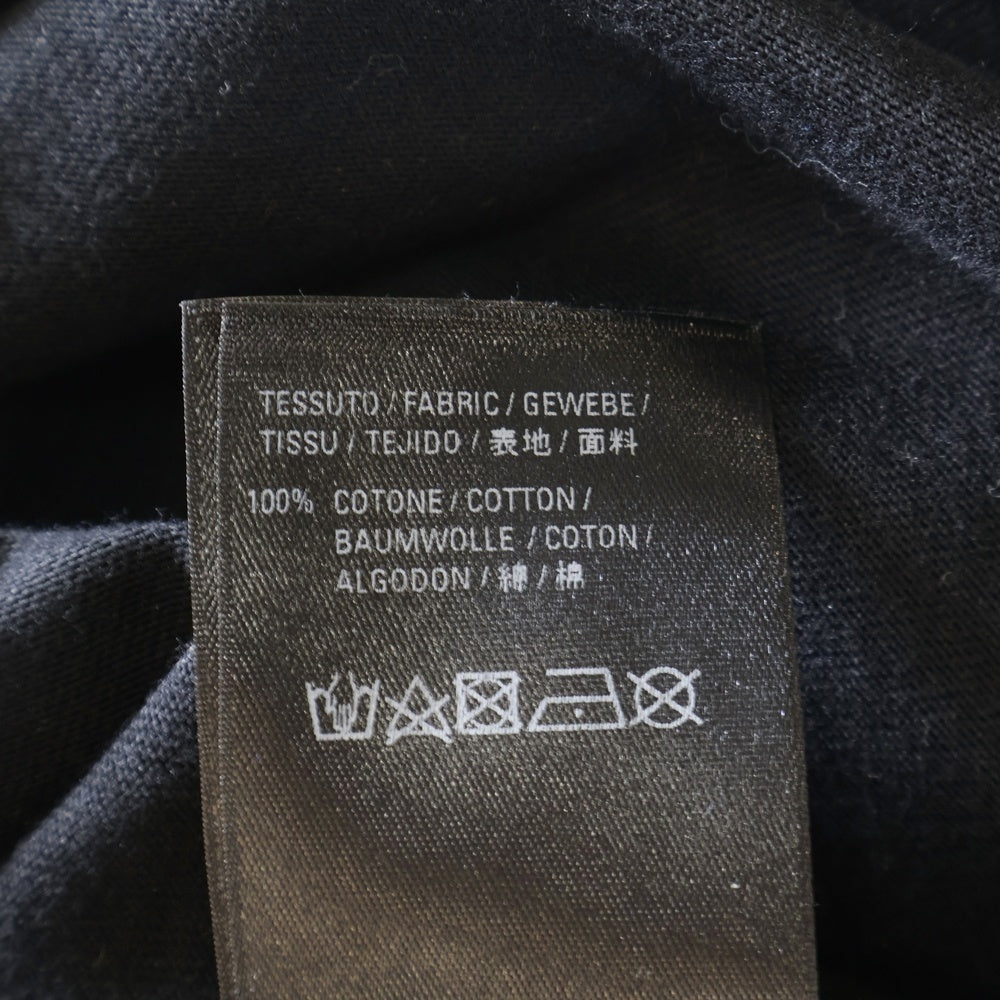 TESSUTO / FABRIC / GEWEBE /
TISSU / TEJIDO / 表地 / 面料
100% COTONE / COTTON /
BAUMWOLLE / COTON /
ALGODON / 綿 / 棉